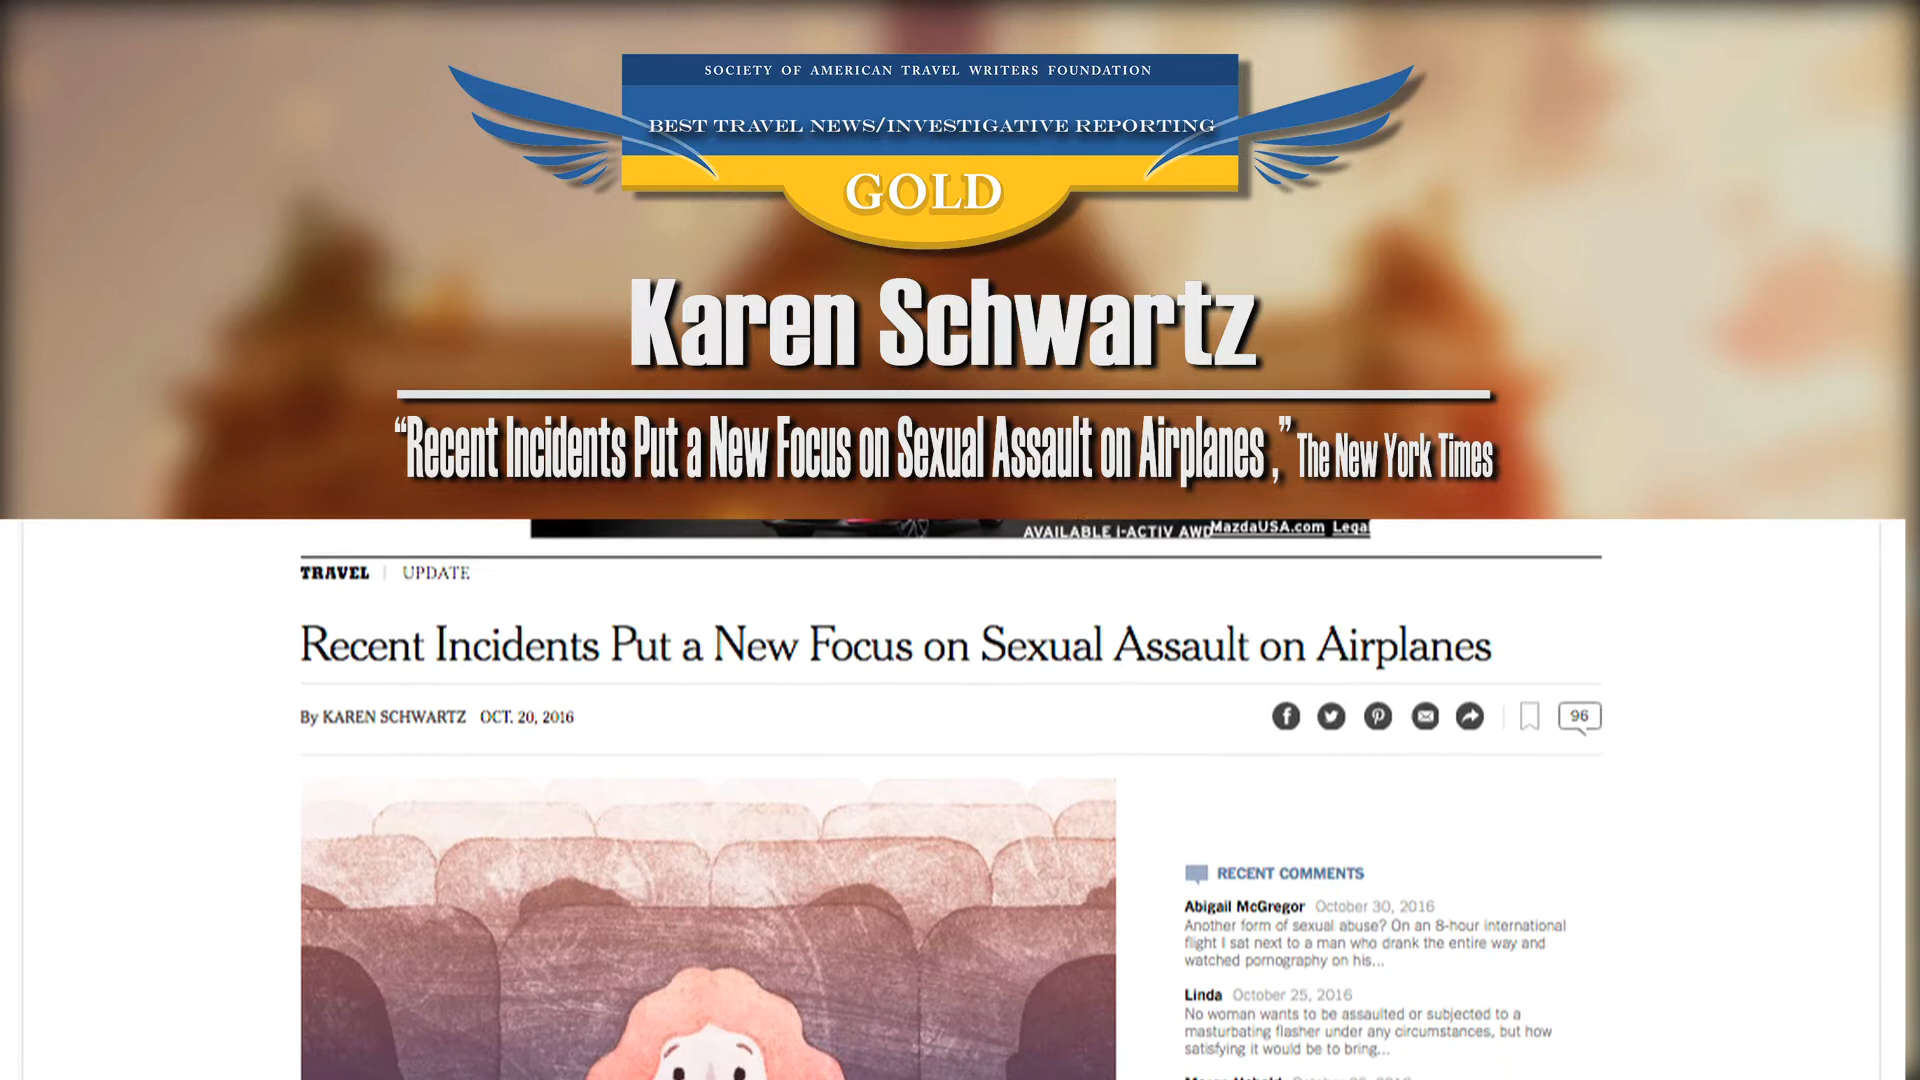 SOCIETY OF AMERICAN TRAVEL WRITERS FOUNDATION
BEST TRAVEL NEWS/INVESTIGATIVE REPORTING
GOLD
Karen Schwartz
“Recent Incidents Put a New Focus on Sexual Assault on Airplanes ,” The New York Times
AVAILABLE i-ACTIV AWD MazdaUSA.com Legal
TRAVEL | UPDATE
Recent Incidents Put a New Focus on Sexual Assault on Airplanes
By KAREN SCHWARTZ OCT. 20, 2016
96
RECENT COMMENTS
Abigail McGregor October 30, 2016
Another form of sexual abuse? On an 8-hour international
flight I sat next to a man who drank the entire way and
watched pornography on his...
Linda October 25, 2016
No woman wants to be assaulted or subjected to a
masturbating flasher under any circumstances, but how
satisfying it would be to bring...